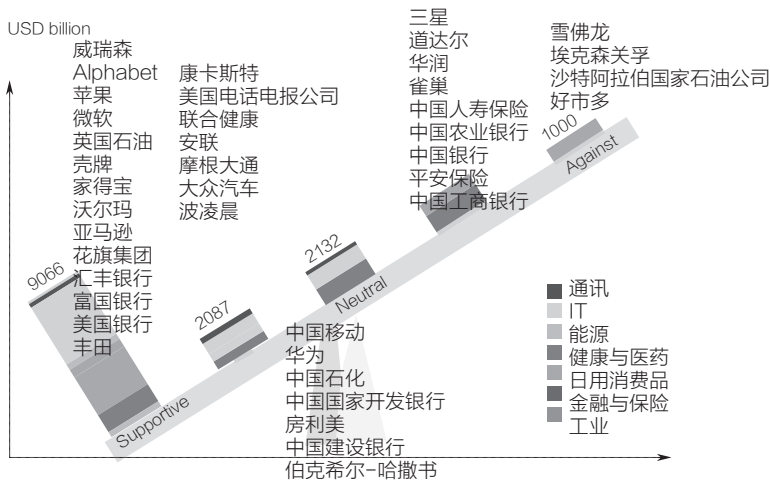 USD billion
威瑞森
Alphabet
苹果
微软
英国石油
壳牌
家得宝
沃尔玛
亚马逊
花旗集团
汇丰银行
富国银行
美国银行
丰田
康卡斯特
美国电话电报公司
联合健康
安联
摩根大通
大众汽车
波凌晨
三星
道达尔
华润
雀巢
中国人寿保险
中国农业银行
中国银行
平安保险
中国工商银行
雪佛龙
埃克森关孚
沙特阿拉伯国家石油公司
好市多
9066
2087
2132
1000
Supportive
Neutral
Against
中国移动
华为
中国石化
中国国家开发银行
房利美
中国建设银行
伯克希尔-哈撒书
通讯
IT
能源
健康与医药
日用消费品
金融与保险
工业